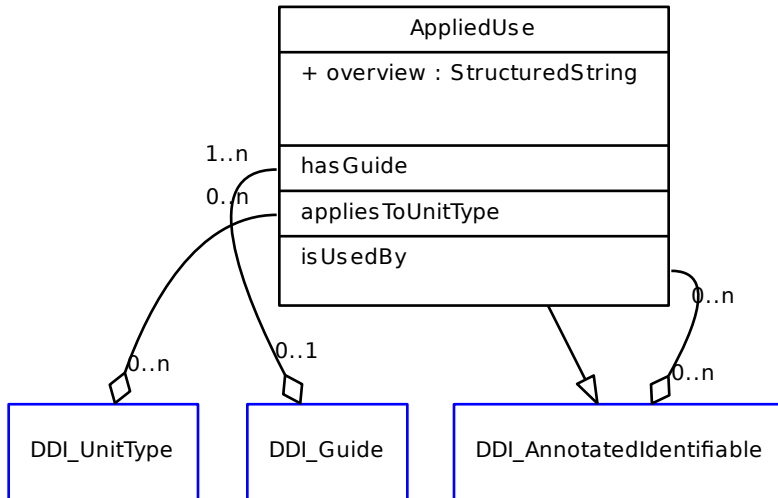 AppliedUse
+ overview : StructuredString
1..n
hasGuide
0..n
appliesToUnitType
isUsedBy
0..n
0..n
0..1
0..n
DDI_UnitType
DDI_Guide
DDI_AnnotatedIdentifiable